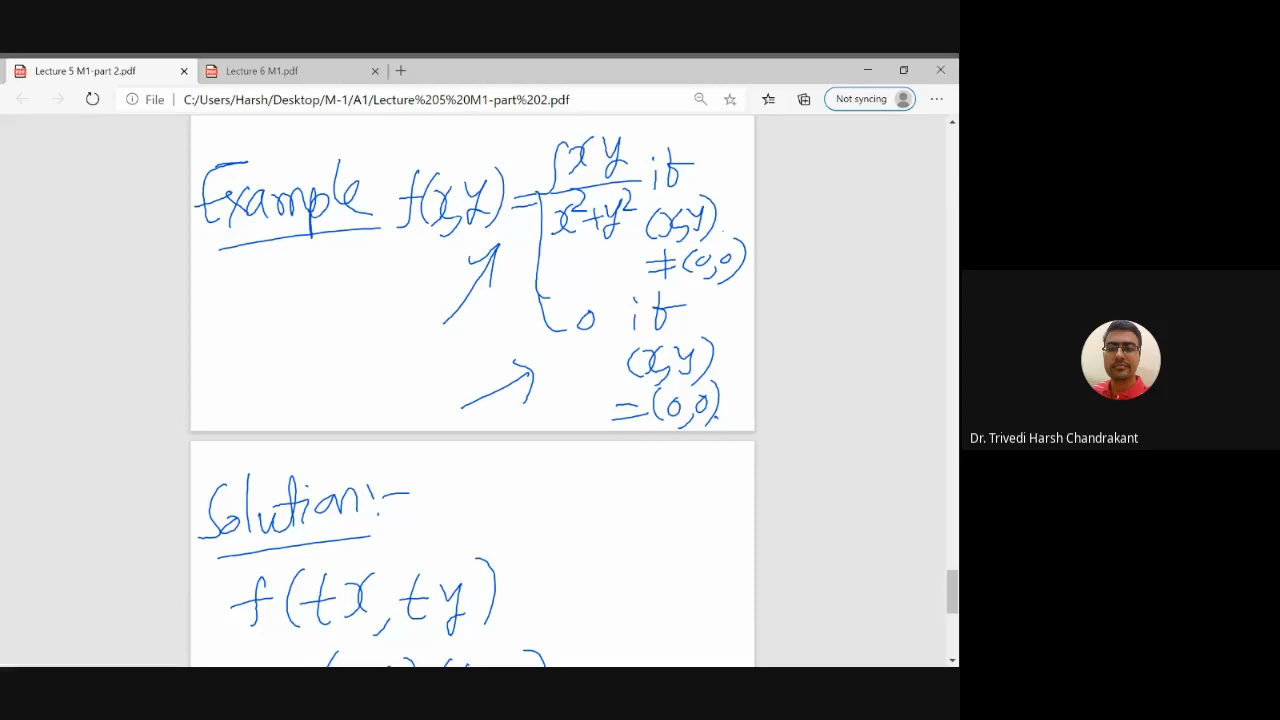 Lecture 5 M1-part 2.pdf
Lecture 6 M1.pdf
File
C:/Users/Harsh/Desktop/M-1/A1/Lecture%205%20M1-part%202.pdf
Not syncing
Example f(x,y) = { xy / x²+y² if
(x,y)
≠(0,0)
0 if
(x,y)
=(0,0)
Solution:-
f(tx, ty)
Dr. Trivedi Harsh Chandrakant